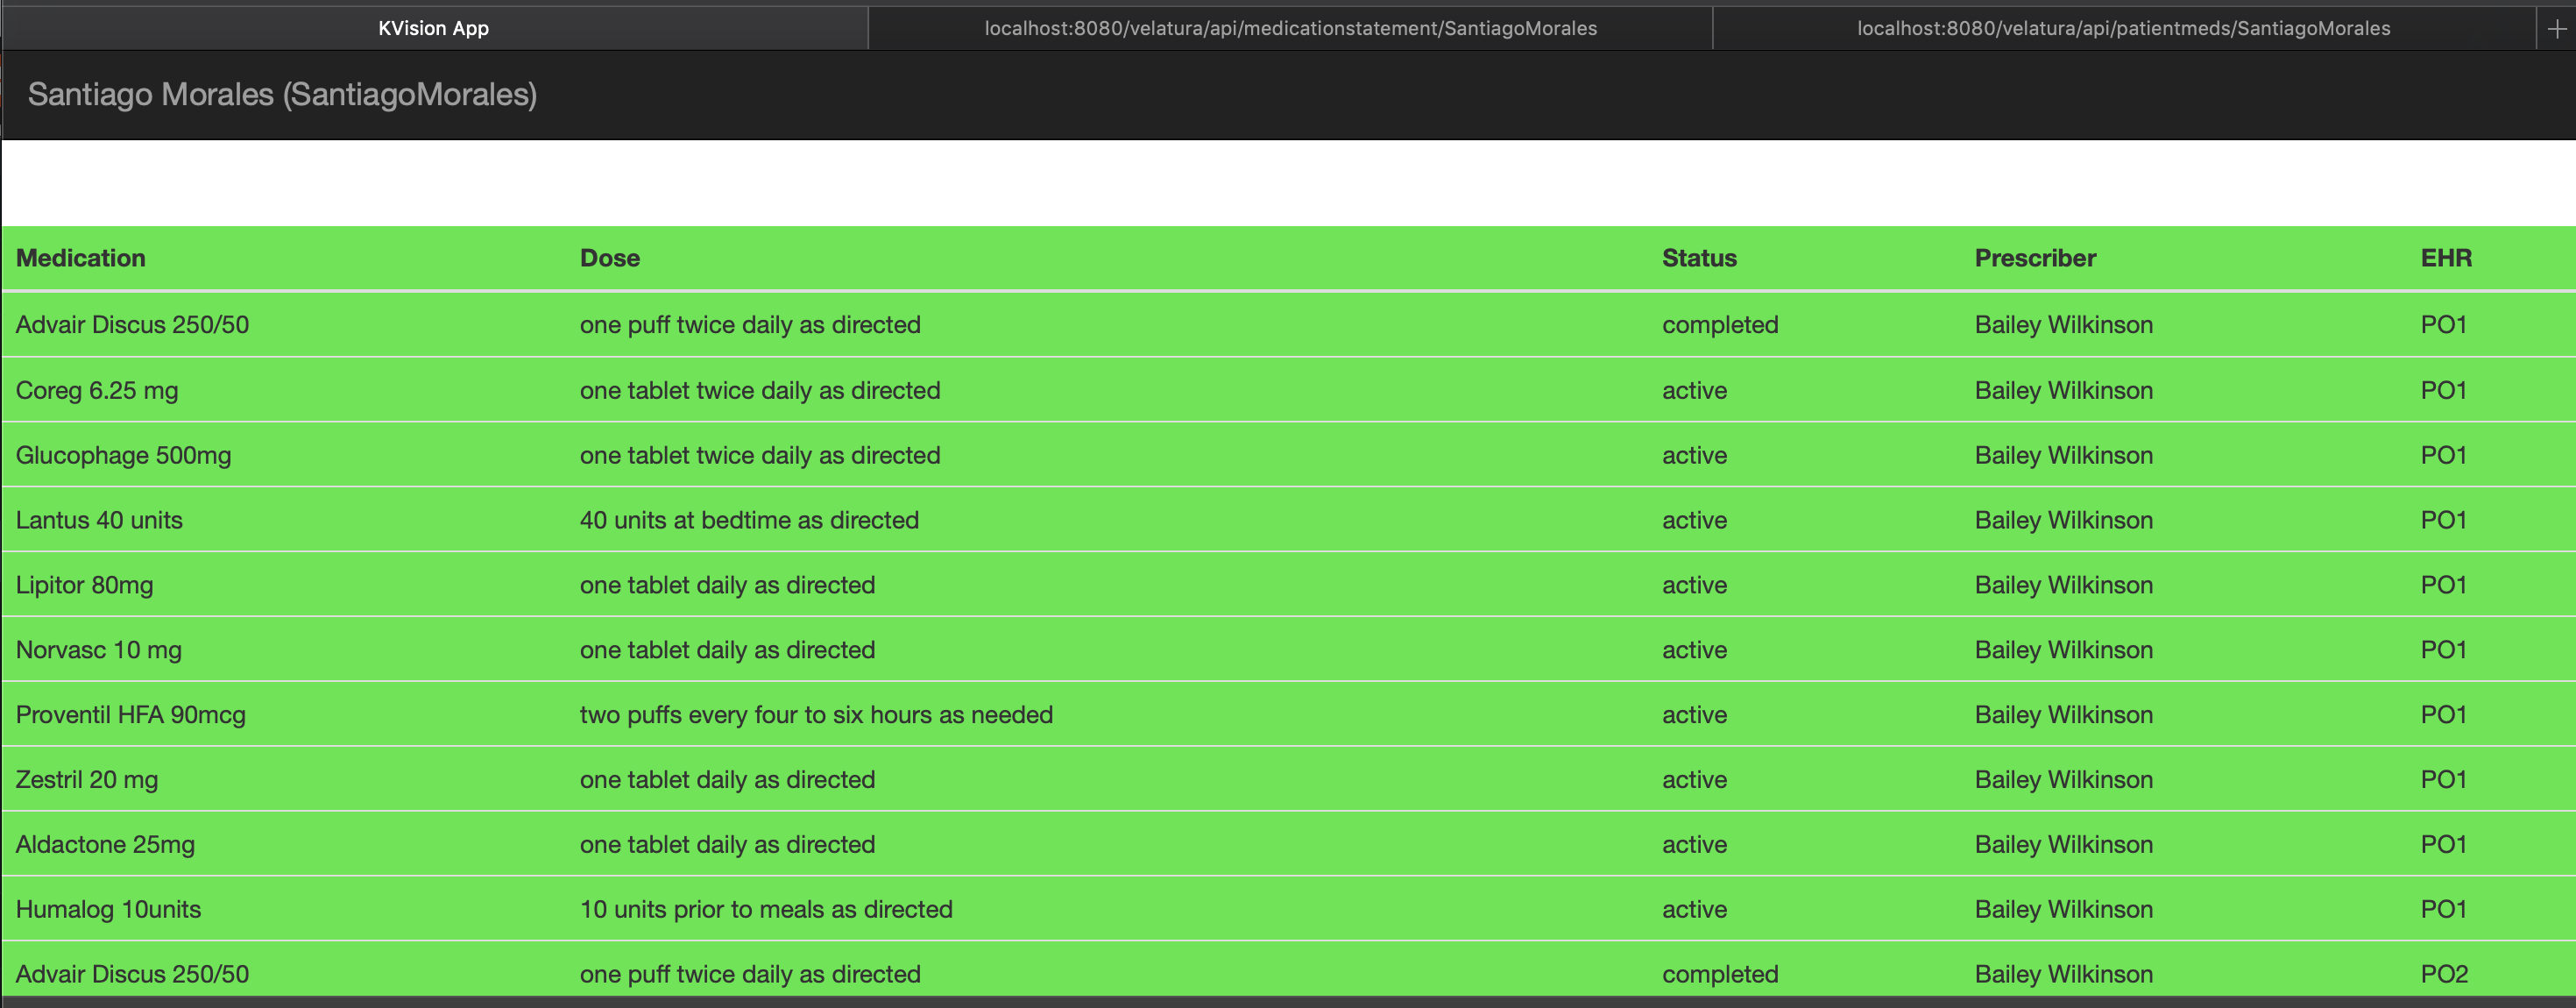 KVision App localhost:8080/velatura/api/medicationstatement/SantiagoMorales localhost:8080/velatura/api/patientmeds/SantiagoMorales +
Santiago Morales (SantiagoMorales)
Medication Dose Status Prescriber EHR
Advair Discus 250/50 one puff twice daily as directed completed Bailey Wilkinson PO1
Coreg 6.25 mg one tablet twice daily as directed active Bailey Wilkinson PO1
Glucophage 500mg one tablet twice daily as directed active Bailey Wilkinson PO1
Lantus 40 units 40 units at bedtime as directed active Bailey Wilkinson PO1
Lipitor 80mg one tablet daily as directed active Bailey Wilkinson PO1
Norvasc 10 mg one tablet daily as directed active Bailey Wilkinson PO1
Proventil HFA 90mcg two puffs every four to six hours as needed active Bailey Wilkinson PO1
Zestril 20 mg one tablet daily as directed active Bailey Wilkinson PO1
Aldactone 25mg one tablet daily as directed active Bailey Wilkinson PO1
Humalog 10units 10 units prior to meals as directed active Bailey Wilkinson PO1
Advair Discus 250/50 one puff twice daily as directed completed Bailey Wilkinson PO2